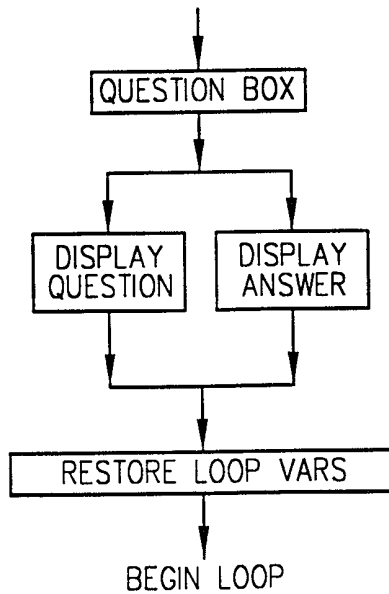 QUESTION BOX
DISPLAY
QUESTION
DISPLAY
ANSWER
RESTORE LOOP VARS
BEGIN LOOP